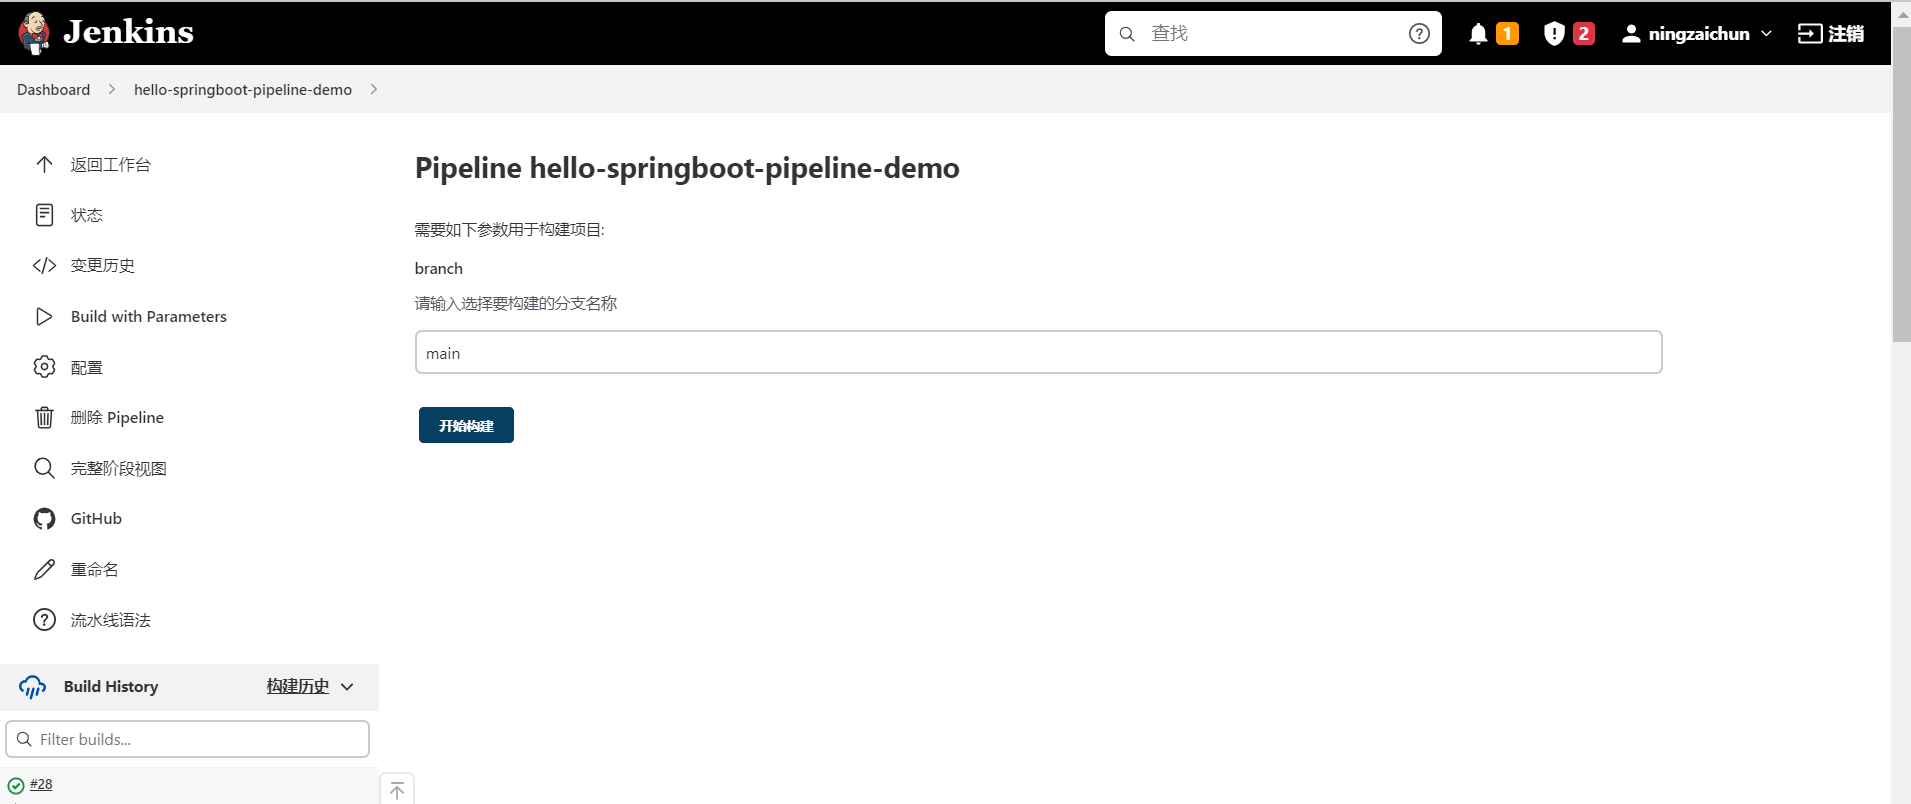 Jenkins
查找
1
2
ningzaichun
注销
Dashboard
hello-springboot-pipeline-demo
返回工作台
状态
变更历史
Build with Parameters
配置
删除 Pipeline
完整阶段视图
GitHub
重命名
流水线语法
Build History
构建历史
Filter builds...
#28
Pipeline hello-springboot-pipeline-demo
需要如下参数用于构建项目:
branch
请输入选择要构建的分支名称
main
开始构建